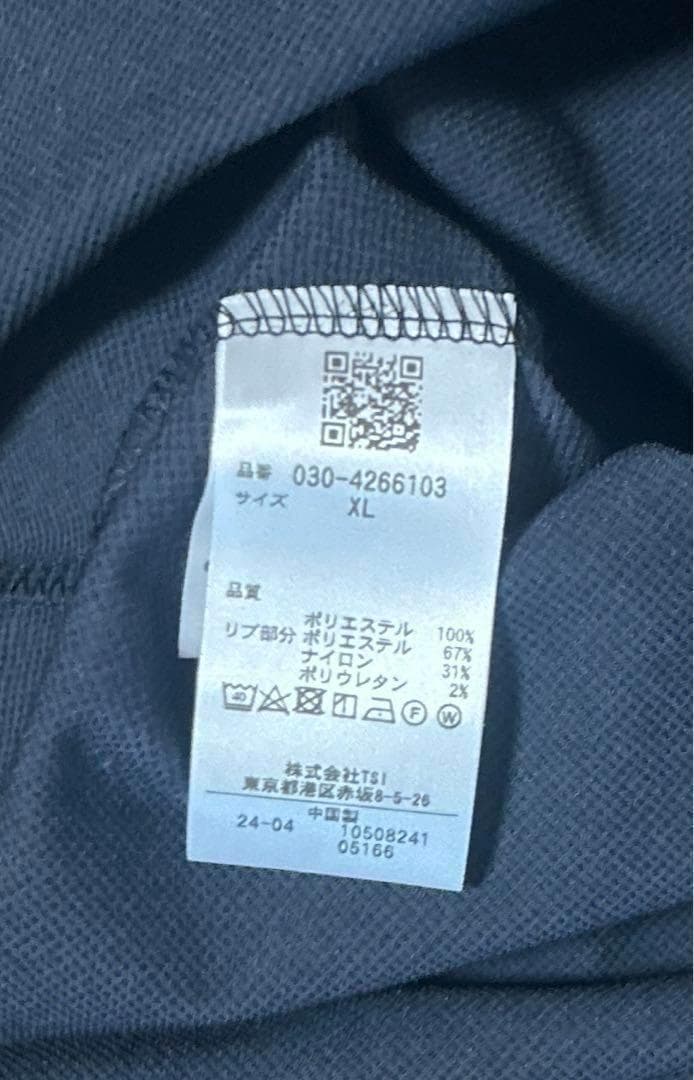 品番 030-4266103
サイズ XL
品質
ポリエステル 100%
リブ部分 ポリエステル 67%
ナイロン 31%
ポリウレタン 2%
40 F W
株式会社TSI
東京都港区赤坂8-5-26
中国製
24-04 10508241
05166